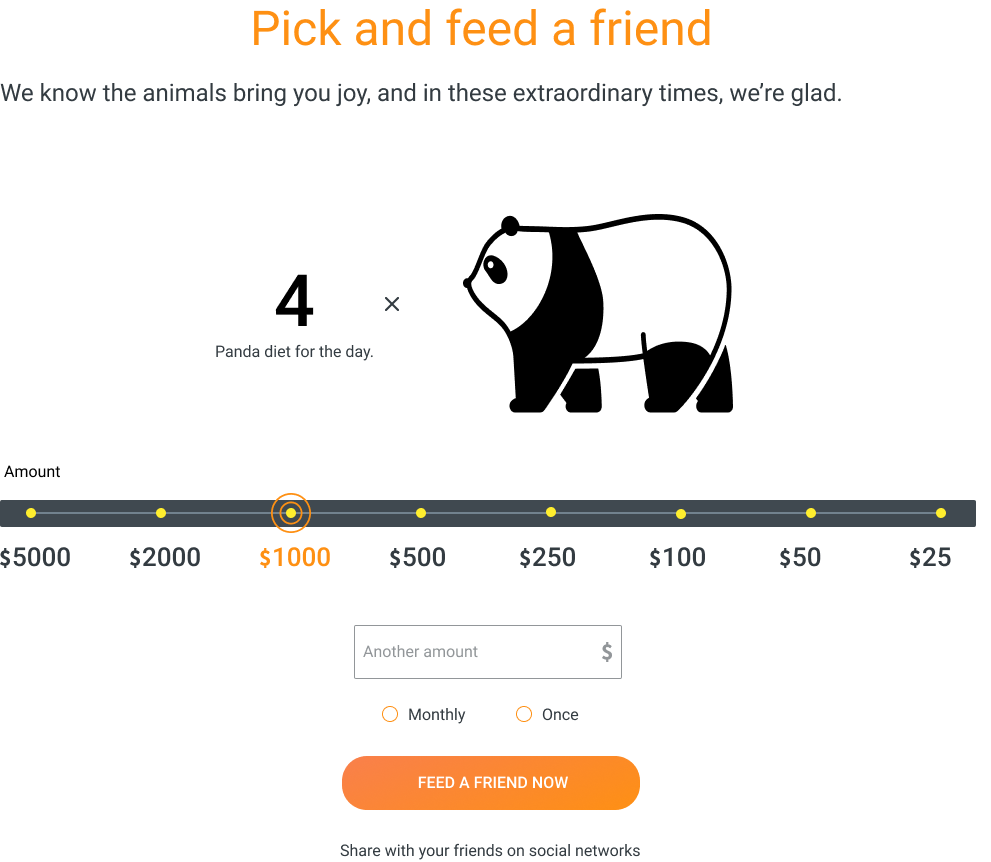 Pick and feed a friend
We know the animals bring you joy, and in these extraordinary times, we’re glad.
4 ×
Panda diet for the day.
Amount
$5000 $2000 $1000 $500 $250 $100 $50 $25
Another amount $
Monthly Once
FEED A FRIEND NOW
Share with your friends on social networks